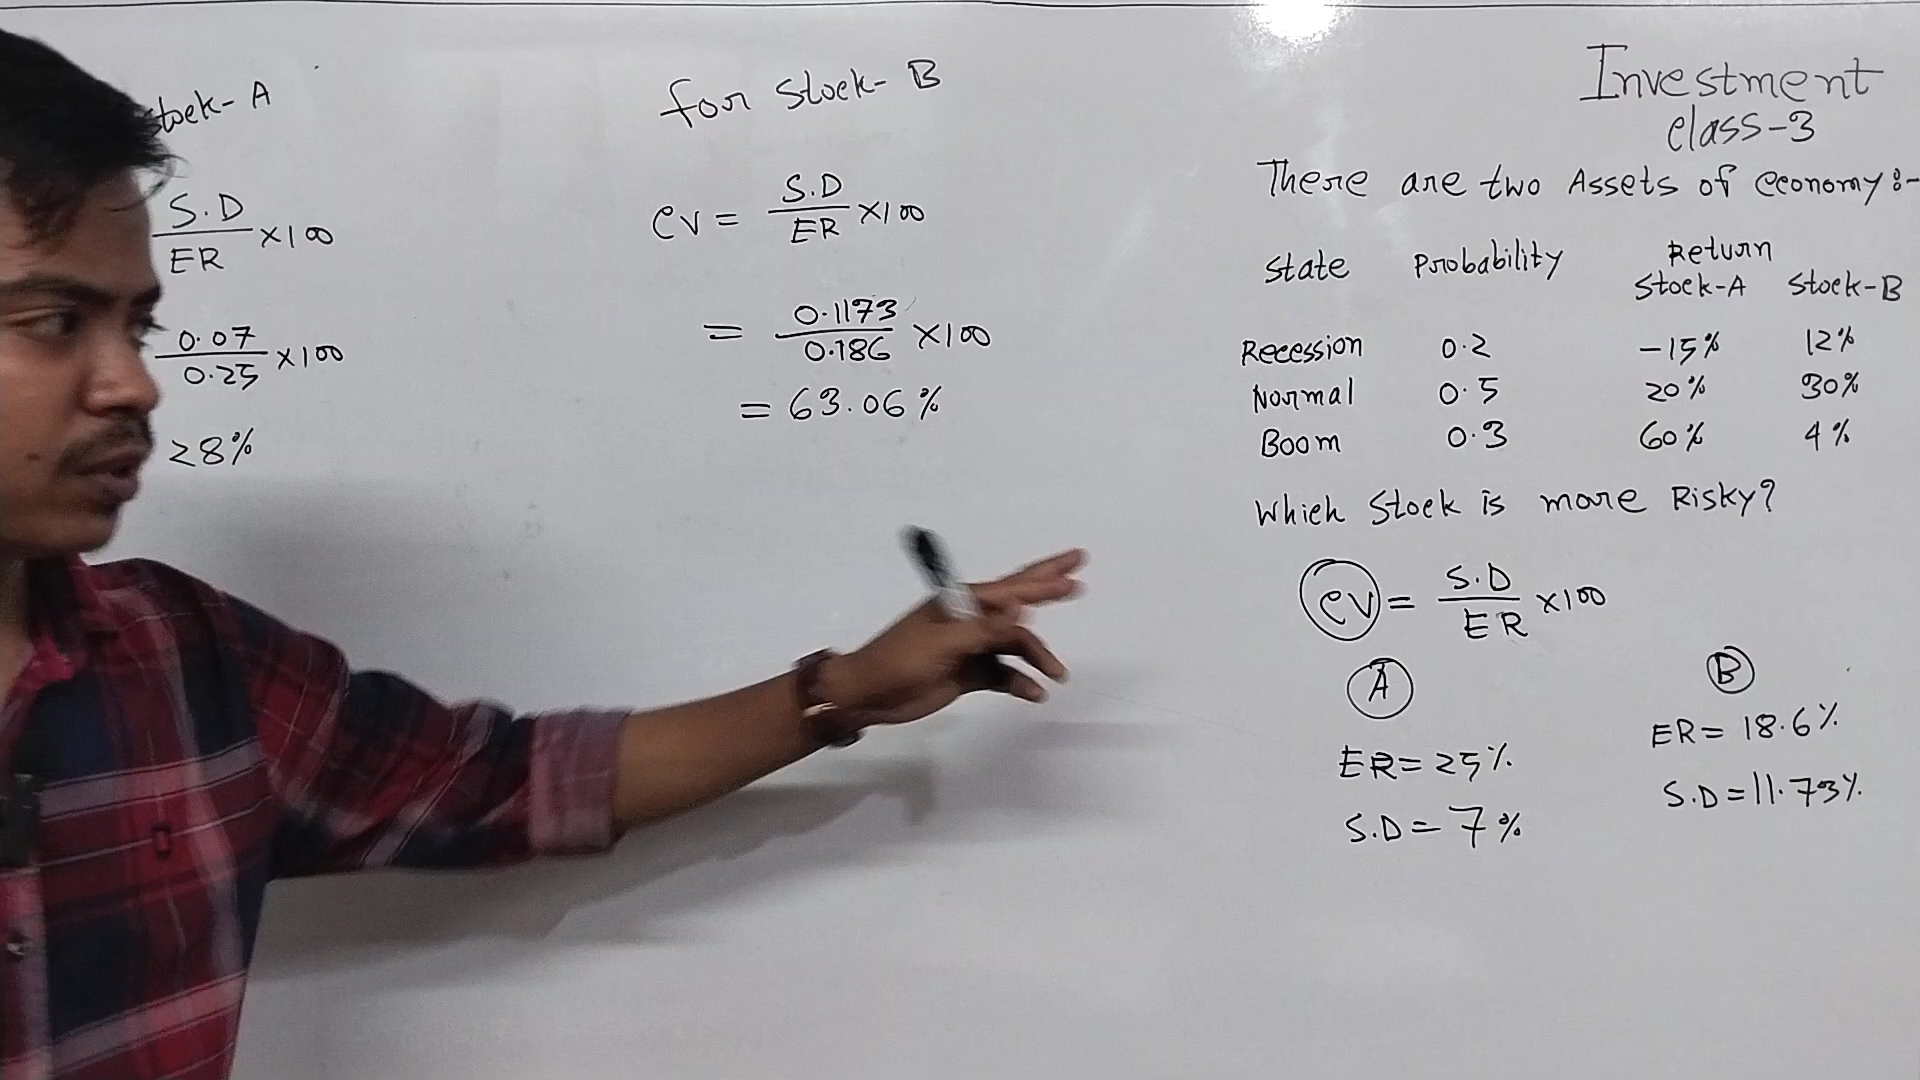 Stock-A
S.D
ER ×100
0.07
0.25 ×100
28%
for Stock-B
CV = S.D
ER ×100
= 0.1173
0.186 ×100
= 63.06%
Investment
class-3
There are two Assets of economy:-
State Probability Return
Stock-A Stock-B
Recession 0.2 -15% 12%
Normal 0.5 20% 30%
Boom 0.3 60% 4%
Which Stock is more Risky?
CV = S.D
ER ×100
A
ER = 25%
S.D = 7%
B
ER = 18.6%
S.D = 11.73%